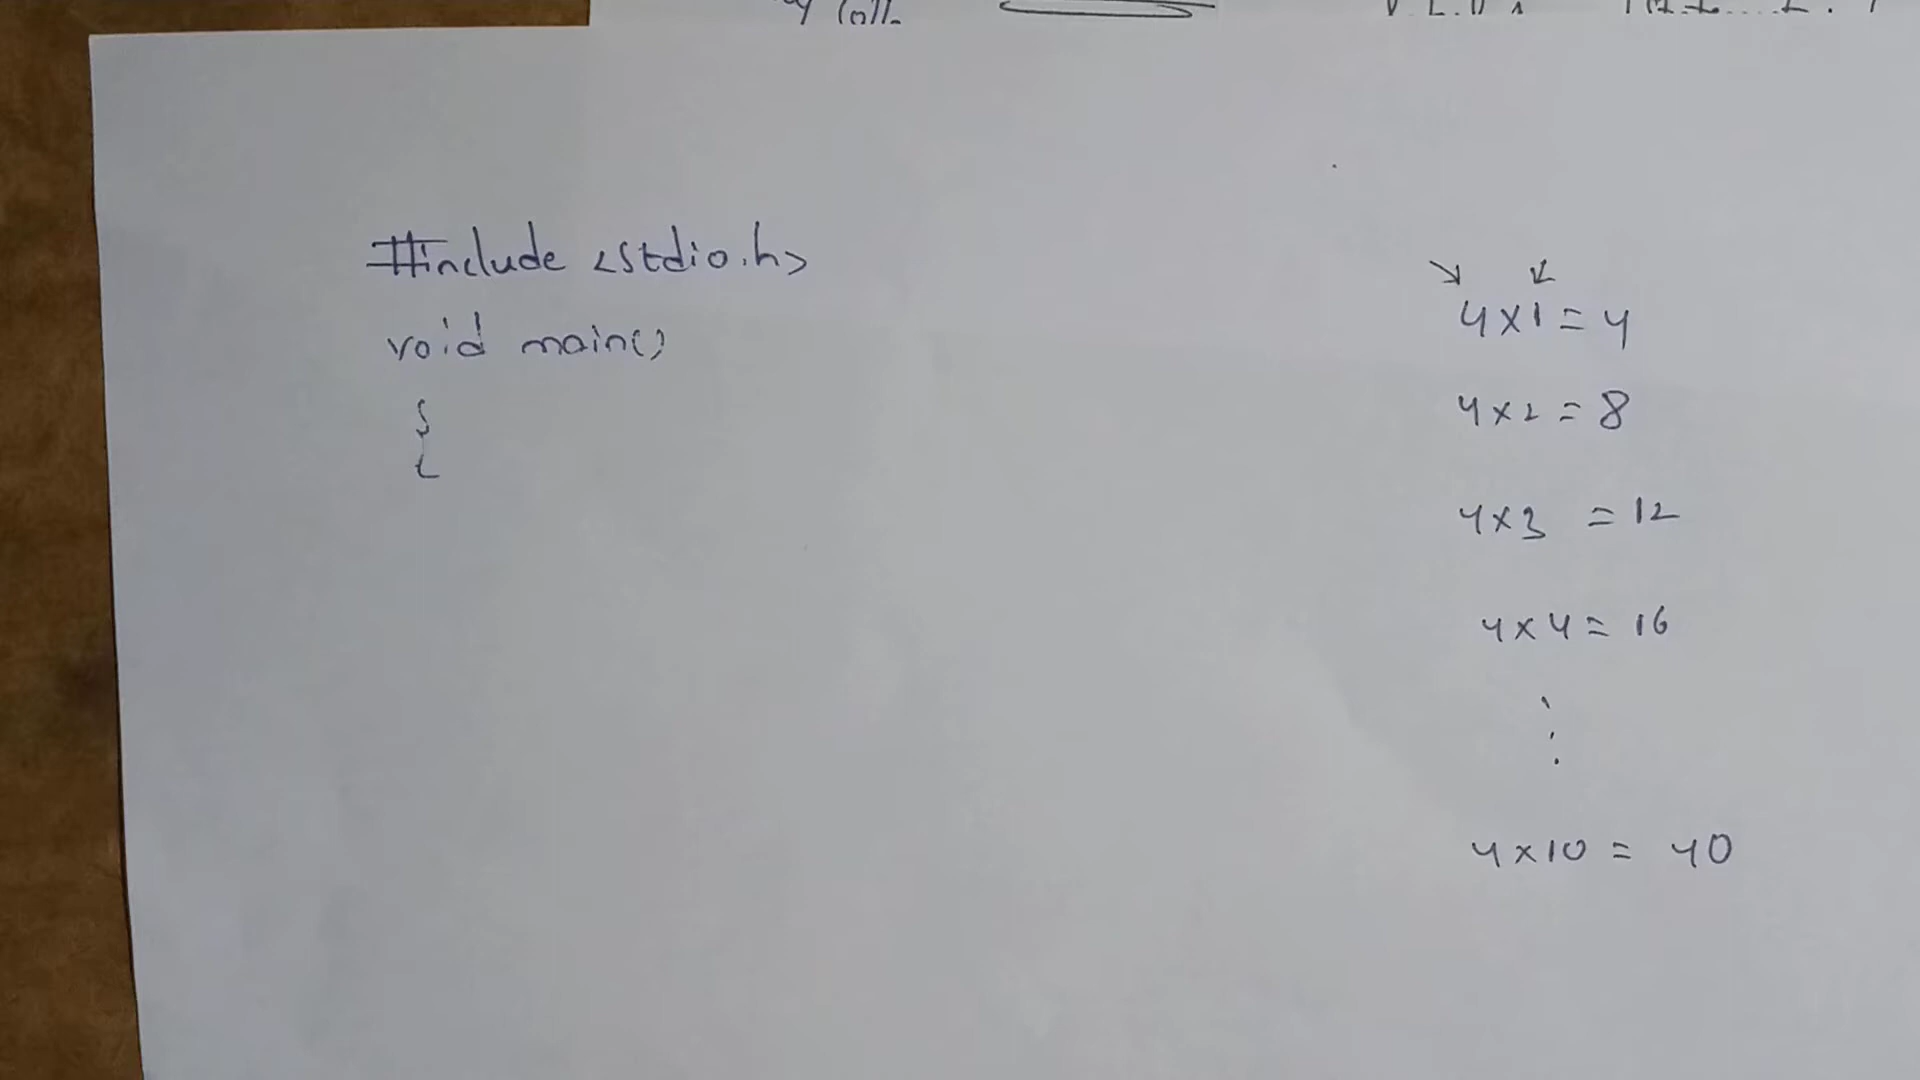 #include <stdio.h>
void main()
{
4x1=4
4x2=8
4x3 =12
4x4= 16
⋮
4x10= 40